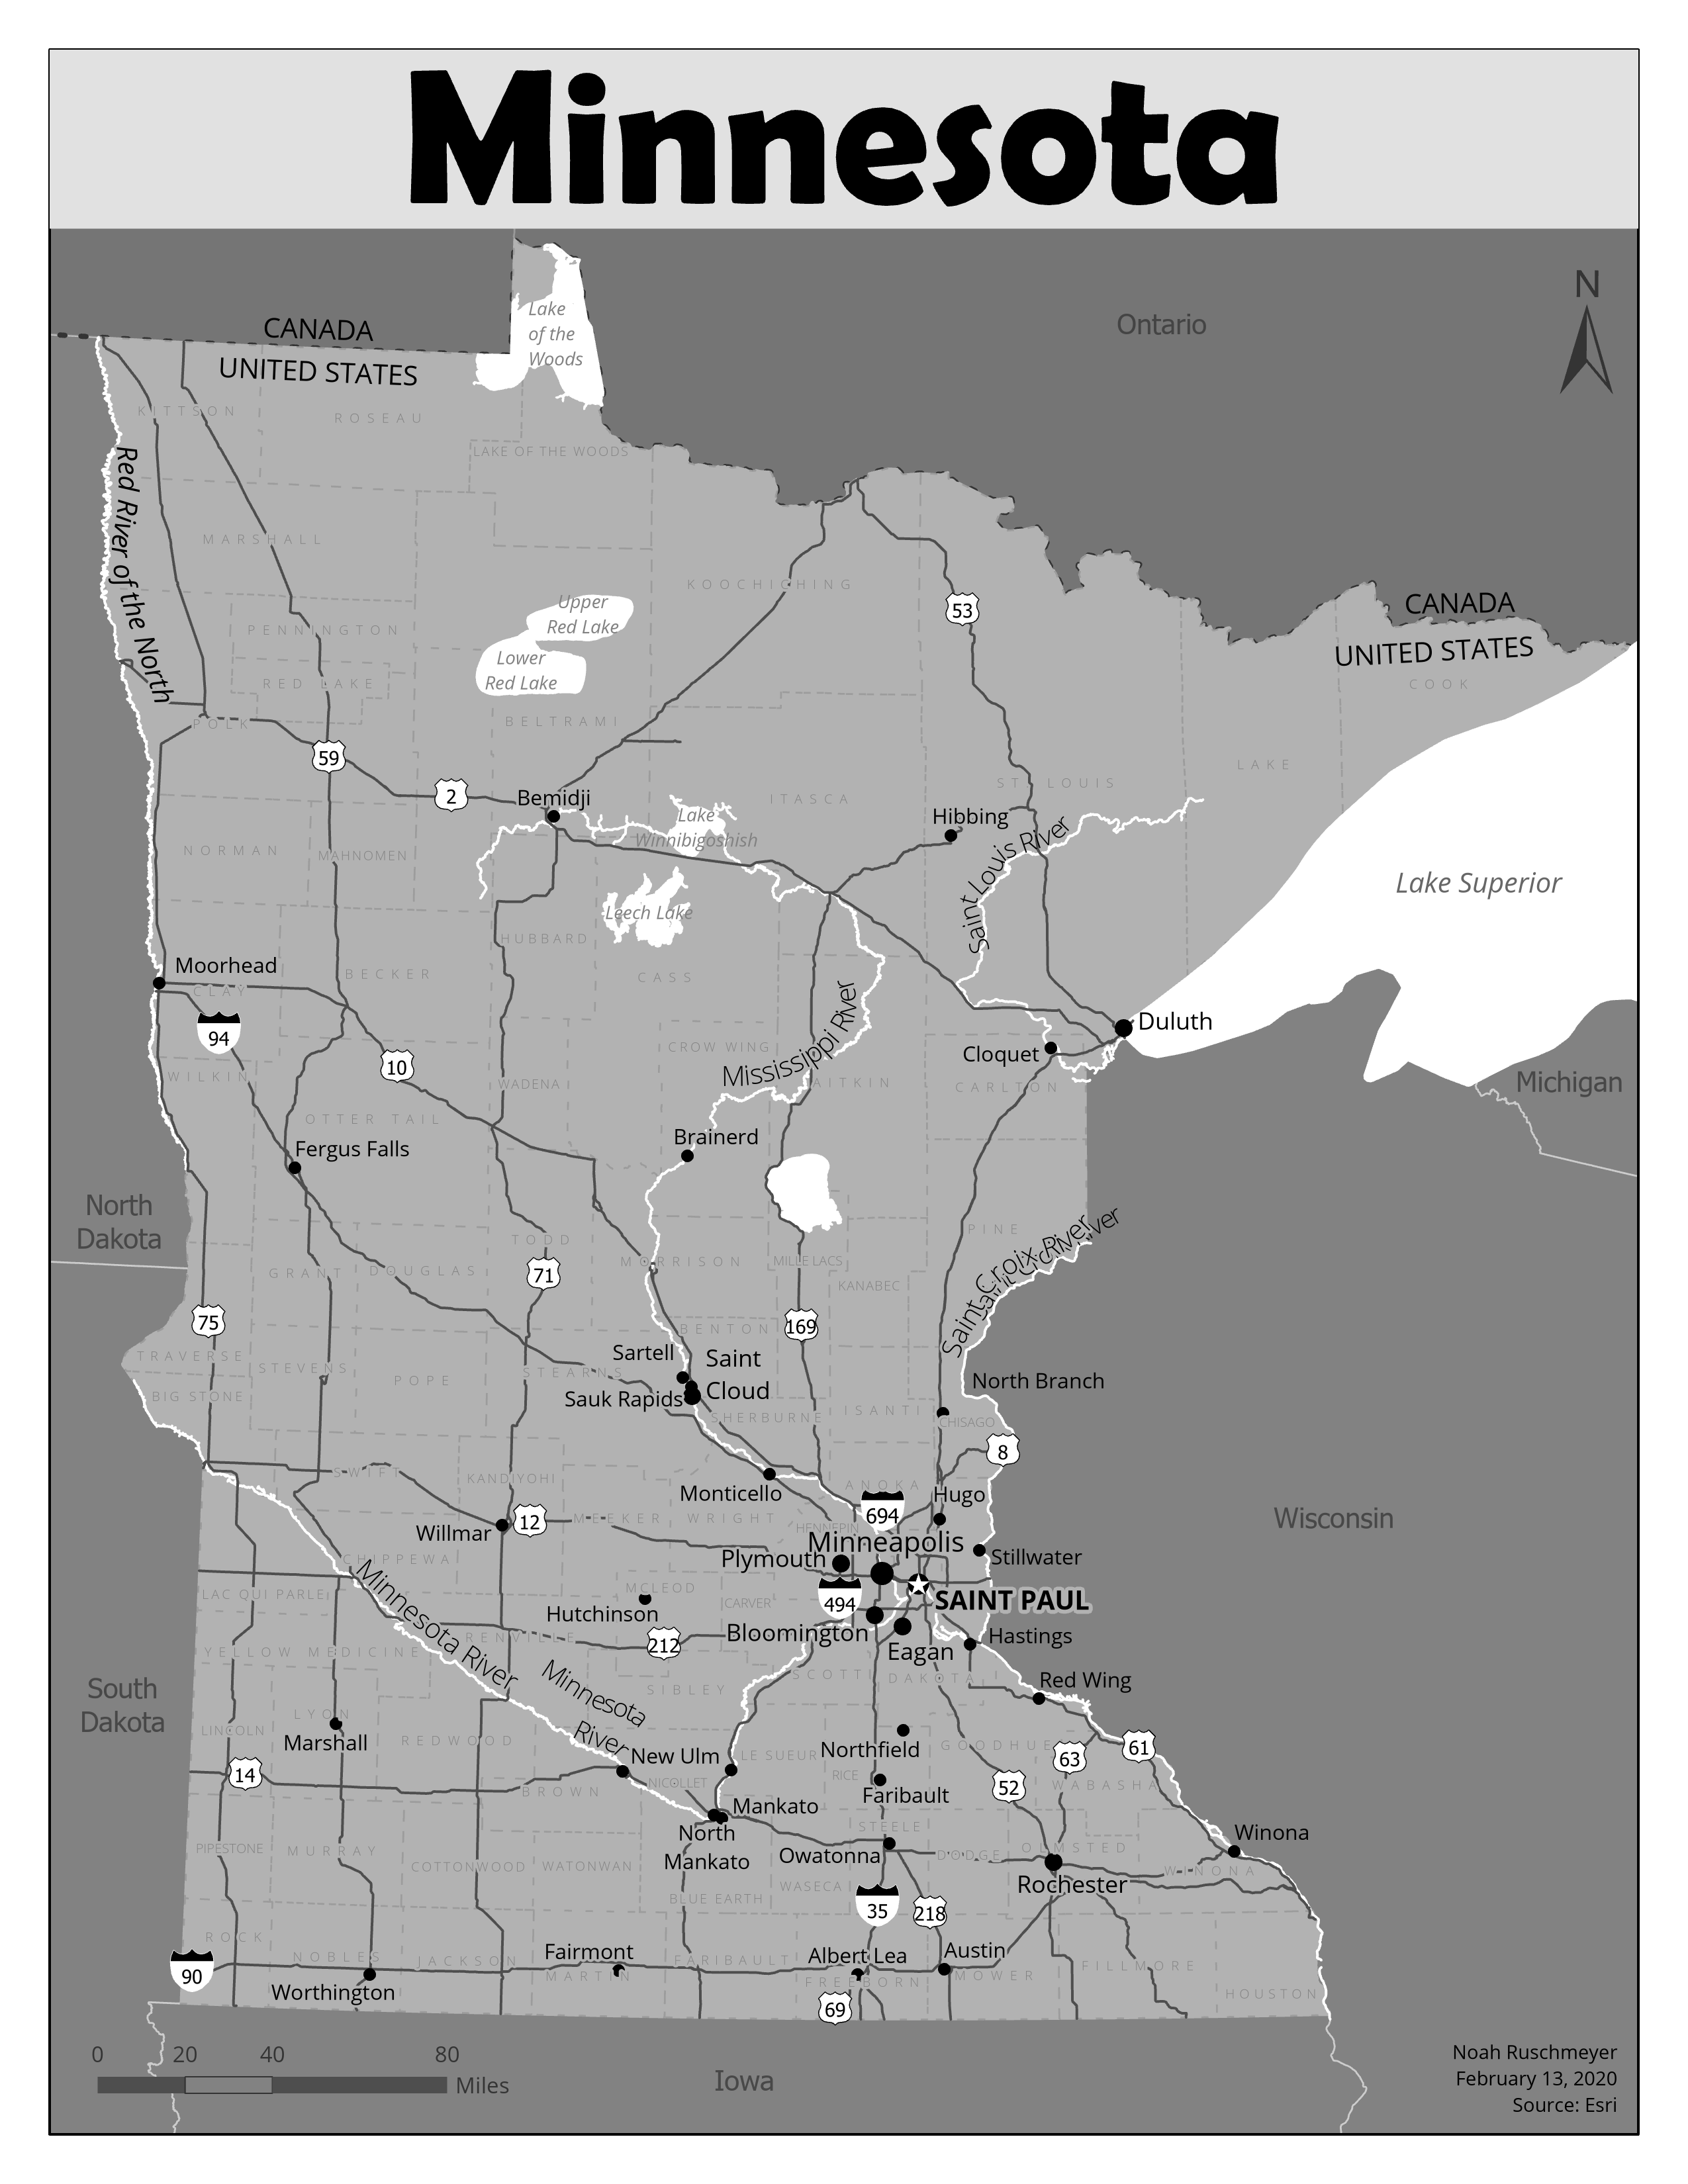 Minnesota
N
Ontario
CANADA
UNITED STATES
Lake
of the
Woods
KITTSON
ROSEAU
LAKE OF THE WOODS
Red River of the North
MARSHALL
KOOCHICHING
53
CANADA
UNITED STATES
COOK
Upper
Red Lake
PENNINGTON
Lower
Red Lake
RED LAKE
POLK
BELTRAMI
59
2
LAKE
ST LOUIS
ITASCA
Bemidji
Hibbing
Lake
Winnibigoshish
NORMAN
MAHNOMEN
Saint Louis River
Lake Superior
Leech Lake
HUBBARD
Moorhead
BECKER
CASS
CLAY
94
Mississippi River
Duluth
Cloquet
10
CROW WING
WILKIN
WADENA
AITKIN
CARLTON
Michigan
OTTER TAIL
Brainerd
Fergus Falls
North
Dakota
PINE
Saint Croix River
TODD
MORRISON
MILLE LACS
GRANT
DOUGLAS
71
KANABEC
75
169
BENTON
TRAVERSE
STEVENS
POPE
STEARNS
Sartell
Saint
Cloud
Sauk Rapids
North Branch
BIG STONE
SHERBURNE
ISANTI
CHISAGO
8
SWIFT
KANDIYOHI
Monticello
ANOKA
Hugo
694
Wisconsin
Willmar
12
MEEKER
WRIGHT
HENNEPIN
Minneapolis
Plymouth
Stillwater
CHIPPEWA
LAC QUI PARLE
MCLEOD
CARVER
494
SAINT PAUL
Hutchinson
Minnesota River
RENVILLE
212
Bloomington
Eagan
Hastings
YELLOW MEDICINE
Minnesota
River
SIBLEY
SCOTT
DAKOTA
Red Wing
South
Dakota
LYON
LINCOLN
Marshall
REDWOOD
New Ulm
LE SUEUR
Northfield
GOODHUE
63
61
14
BROWN
NICOLLET
RICE
Faribault
52
WABASHA
Mankato
North
Mankato
STEELE
Owatonna
Winona
PIPESTONE
MURRAY
COTTONWOOD
WATONWAN
DODGE
OLMSTED
WINONA
Rochester
BLUE EARTH
WASECA
35
218
ROCK
NOBLES
JACKSON
Fairmont
MARTIN
FARIBAULT
Albert Lea
FREEBORN
Austin
MOWER
FILLMORE
HOUSTON
90
Worthington
69
0 20 40 80
Miles
Iowa
Noah Ruschmeyer
February 13, 2020
Source: Esri